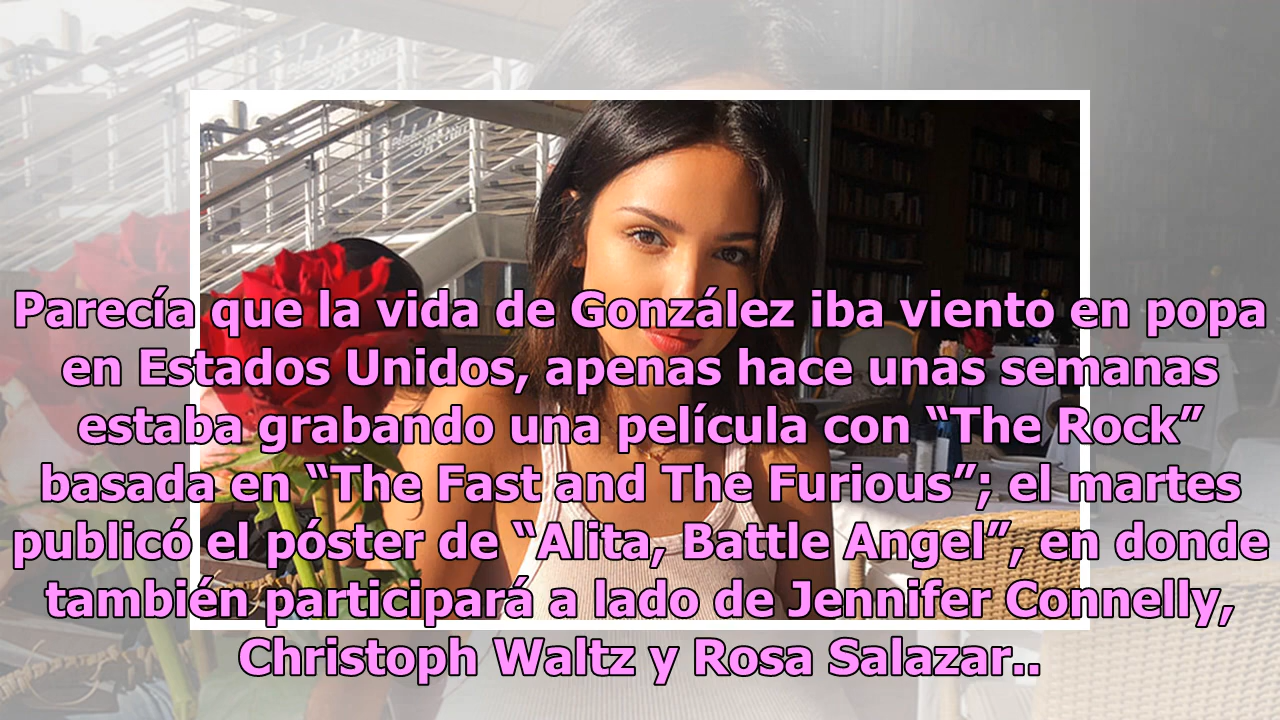 Parecía que la vida de González iba viento en popa
en Estados Unidos, apenas hace unas semanas
estaba grabando una película con “The Rock”
basada en “The Fast and The Furious”; el martes
publicó el póster de “Alita, Battle Angel”, en donde
también participará a lado de Jennifer Connelly,
Christoph Waltz y Rosa Salazar..